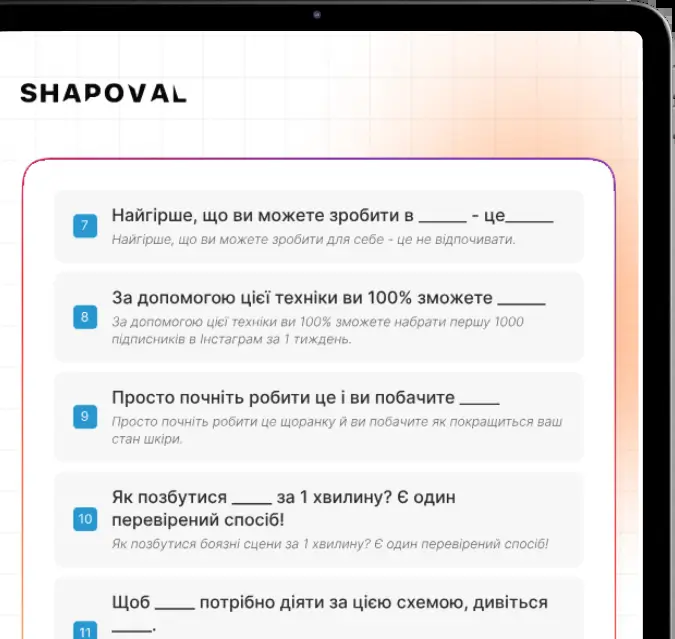 SHAPOVAL
7
Найгірше, що ви можете зробити в ______ - це______
Найгірше, що ви можете зробити для себе - це не відпочивати.
8
За допомогою цієї техніки ви 100% зможете ______
За допомогою цієї техніки ви 100% зможете набрати першу 1000
підписників в Інстаграм за 1 тиждень.
9
Просто почніть робити це і ви побачите _____
Просто почніть робити це щоранку й ви побачите як покращиться ваш
стан шкіри.
10
Як позбутися _____ за 1 хвилину? Є один
перевірений спосіб!
Як позбутися боязні сцени за 1 хвилину? Є один перевірений спосіб!
11
Щоб _____ потрібно діяти за цією схемою, дивіться
_____.